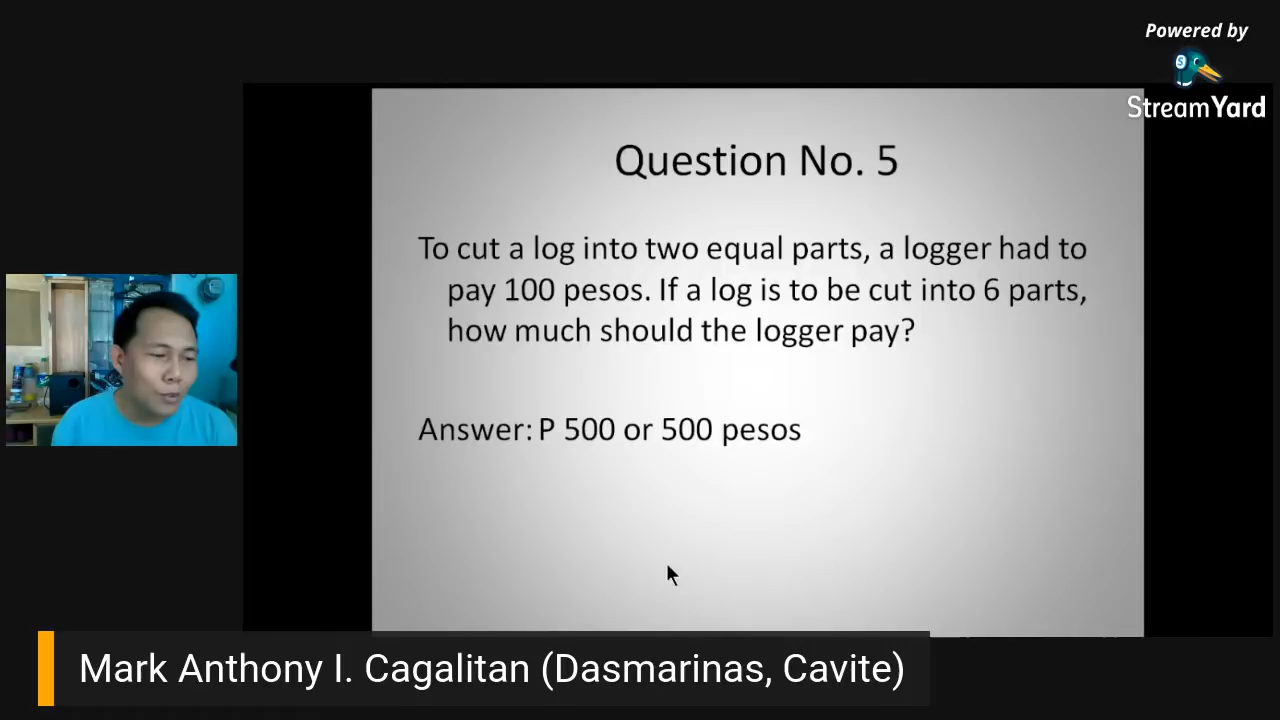 Powered by
StreamYard
Question No. 5
To cut a log into two equal parts, a logger had to
pay 100 pesos. If a log is to be cut into 6 parts,
how much should the logger pay?
Answer: P 500 or 500 pesos
Mark Anthony I. Cagalitan (Dasmarinas, Cavite)